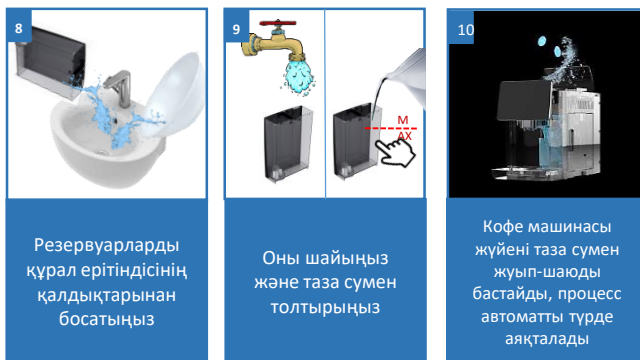 8
Резервуарларды
құрал ерітіндісінің
қалдықтарынан
босатыңыз
9
M
AX
Оны шайыңыз
және таза сумен
толтырыңыз
10
Кофе машинасы
жүйені таза сумен
жуып-шаюды
бастайды, процесс
автоматты түрде
аяқталады